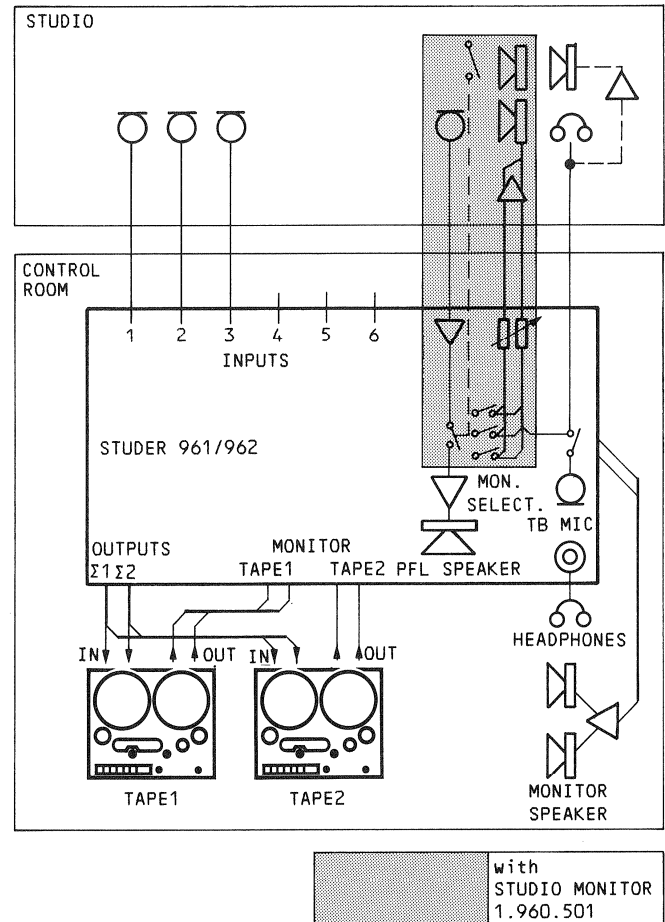 STUDIO
CONTROL
ROOM
1 2 3 4 5 6
INPUTS
STUDER 961/962
MON.
SELECT.
TB MIC
OUTPUTS
Σ1 Σ2
MONITOR
TAPE1 TAPE2 PFL SPEAKER
HEADPHONES
IN OUT IN OUT
TAPE1 TAPE2
MONITOR
SPEAKER
with
STUDIO MONITOR
1.960.501